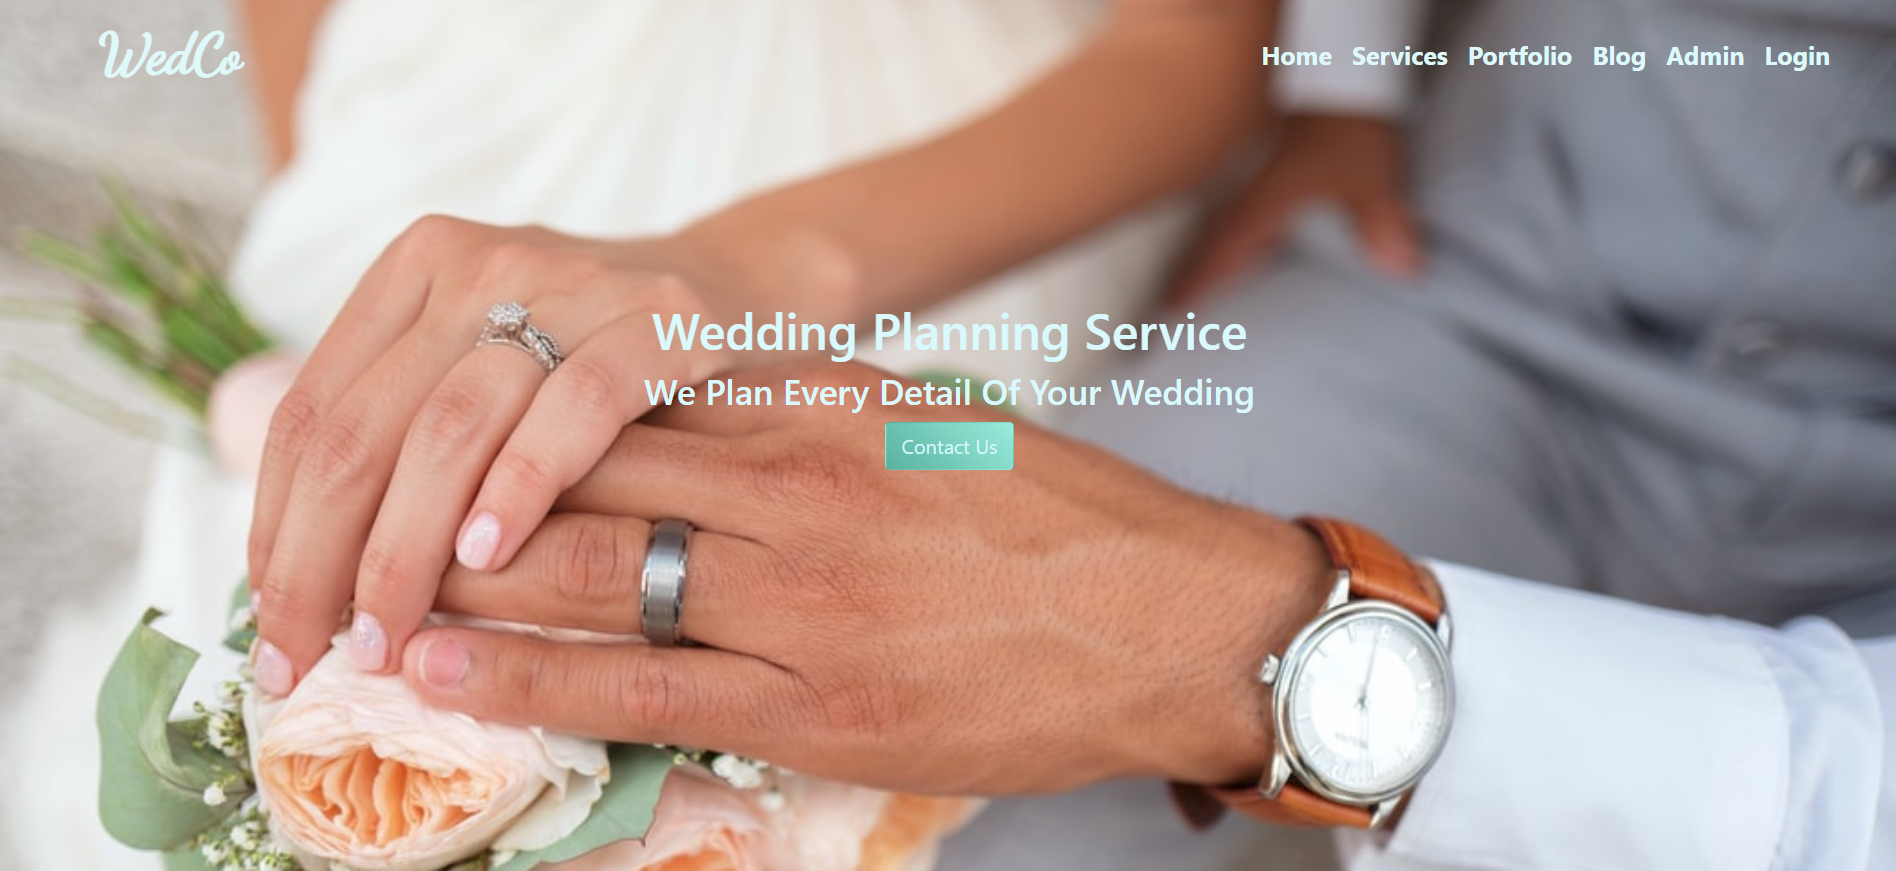 WedCo
Home Services Portfolio Blog Admin Login
Wedding Planning Service
We Plan Every Detail Of Your Wedding
Contact Us